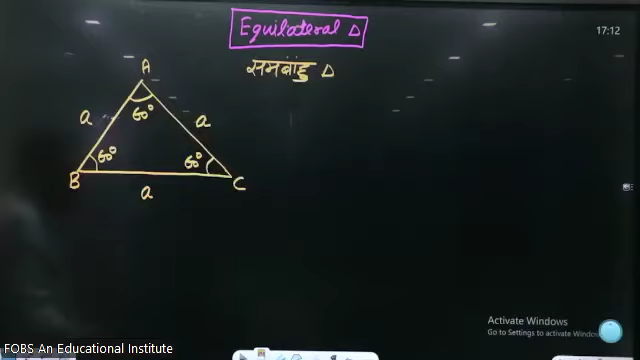 Equilateral △
17:12
समबाहु △
A
a
60°
a
60°
60°
B
C
a
Activate Windows
Go to Settings to activate Windows
FOBS An Educational Institute